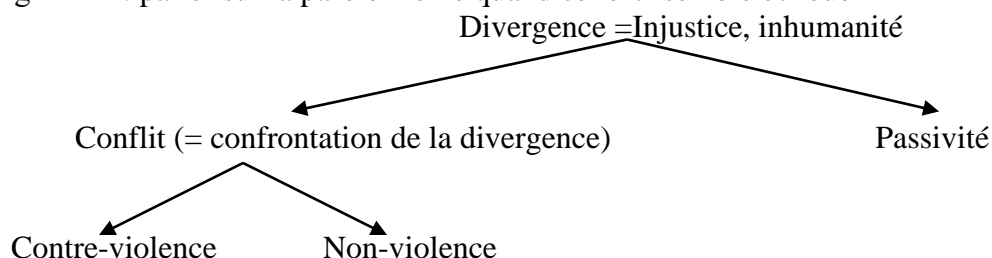 Divergence =Injustice, inhumanité
Conflit (= confrontation de la divergence) Passivité
Contre-violence Non-violence